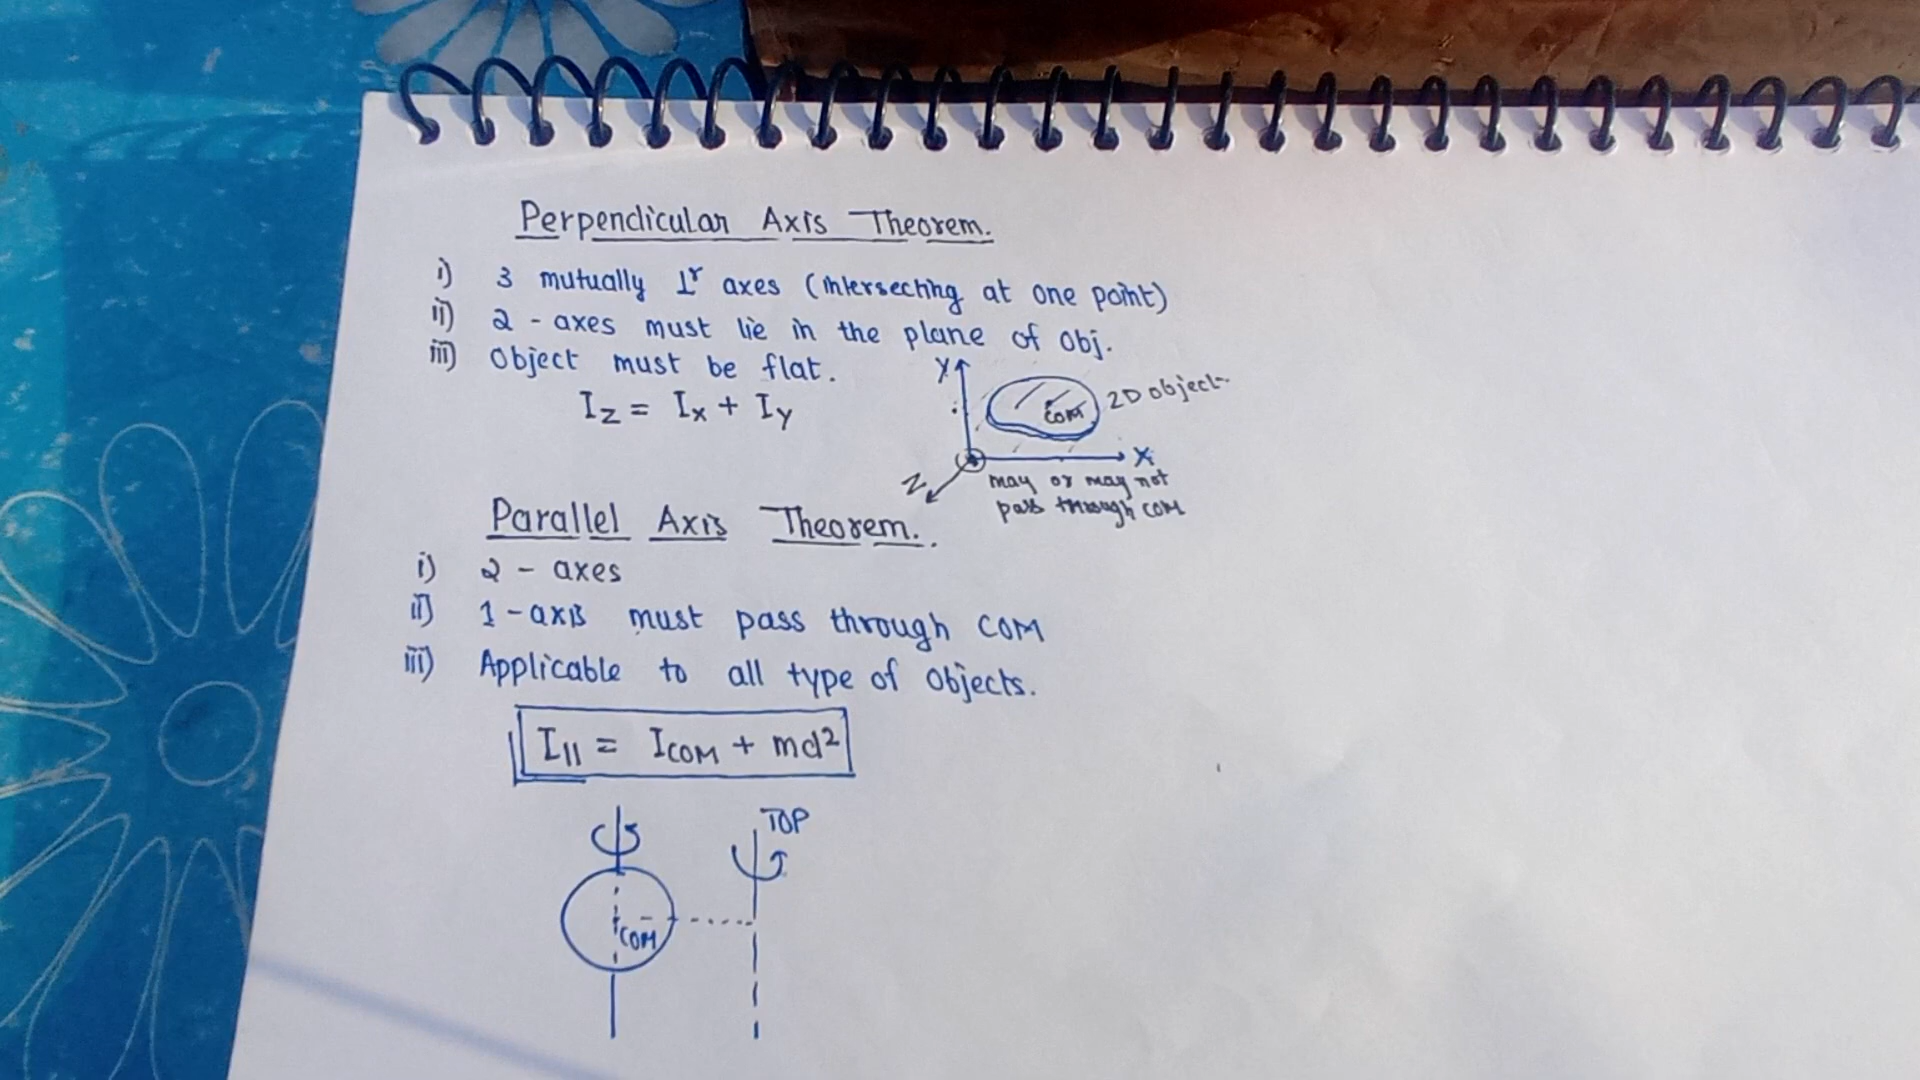 Perpendicular Axis Theorem.
i) 3 mutually ⊥r axes (intersecting at one point)
ii) 2 - axes must lie in the plane of Obj.
iii) Object must be flat.
Iz = Ix + Iy
Y
COM
2D object
X
Z
may or may not
pass through COM
Parallel Axis Theorem.
i) 2 - axes
ii) 1 - axis must pass through COM
iii) Applicable to all type of Objects.
I|| = ICOM + md²
TOP
COM